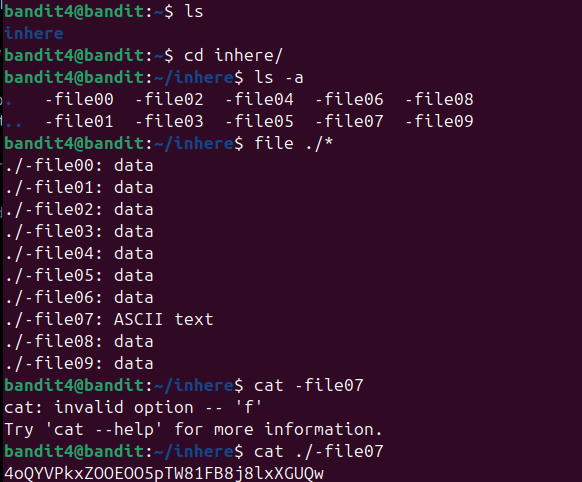 bandit4@bandit:~$ ls
inhere
bandit4@bandit:~$ cd inhere/
bandit4@bandit:~/inhere$ ls -a
.   -file00  -file02  -file04  -file06  -file08
..  -file01  -file03  -file05  -file07  -file09
bandit4@bandit:~/inhere$ file ./*
./-file00: data
./-file01: data
./-file02: data
./-file03: data
./-file04: data
./-file05: data
./-file06: data
./-file07: ASCII text
./-file08: data
./-file09: data
bandit4@bandit:~/inhere$ cat -file07
cat: invalid option -- 'f'
Try 'cat --help' for more information.
bandit4@bandit:~/inhere$ cat ./-file07
4oQYVPkxZOOEOO5pTW81FB8j8lxXGUQw